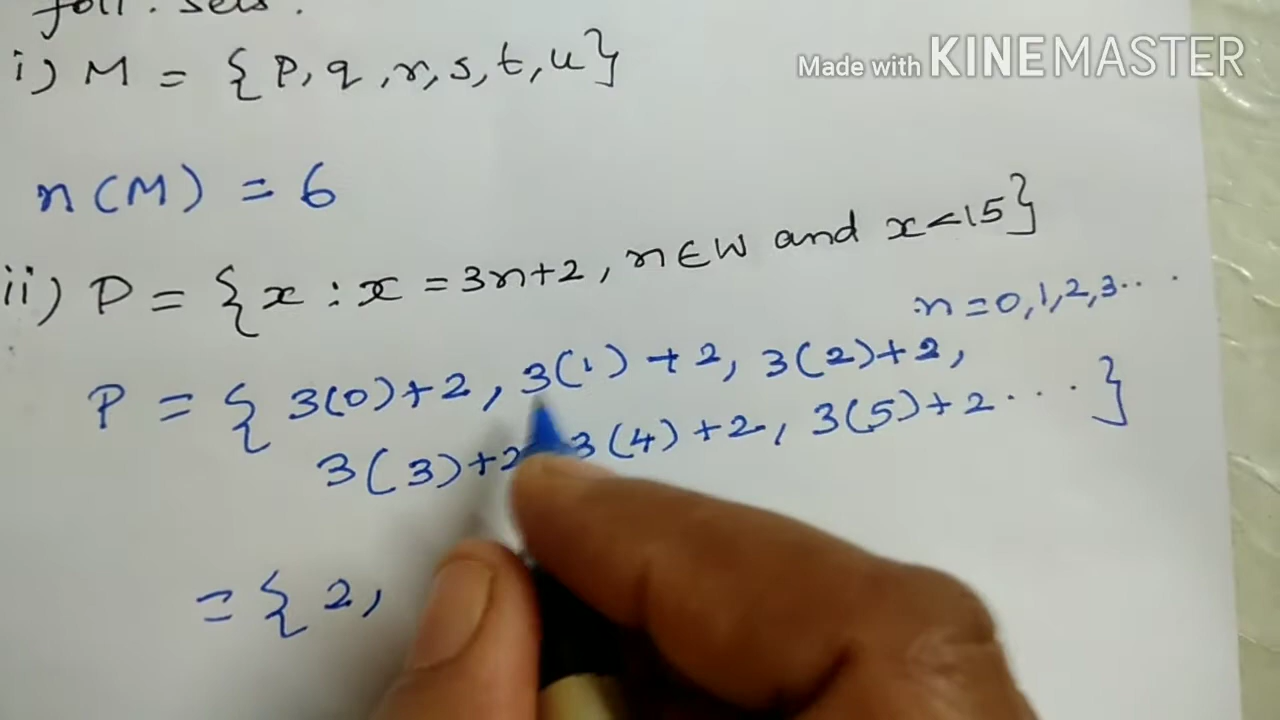 foll. sets.
Made with KINEMASTER
i) M = {p, q, r, s, t, u}
n(M) = 6
ii) P = {x : x = 3n+2, n∈W and x<15}
n = 0,1,2,3...
P = { 3(0)+2, 3(1)+2, 3(2)+2,
3(3)+2 3(4)+2, 3(5)+2 ... }
= { 2,